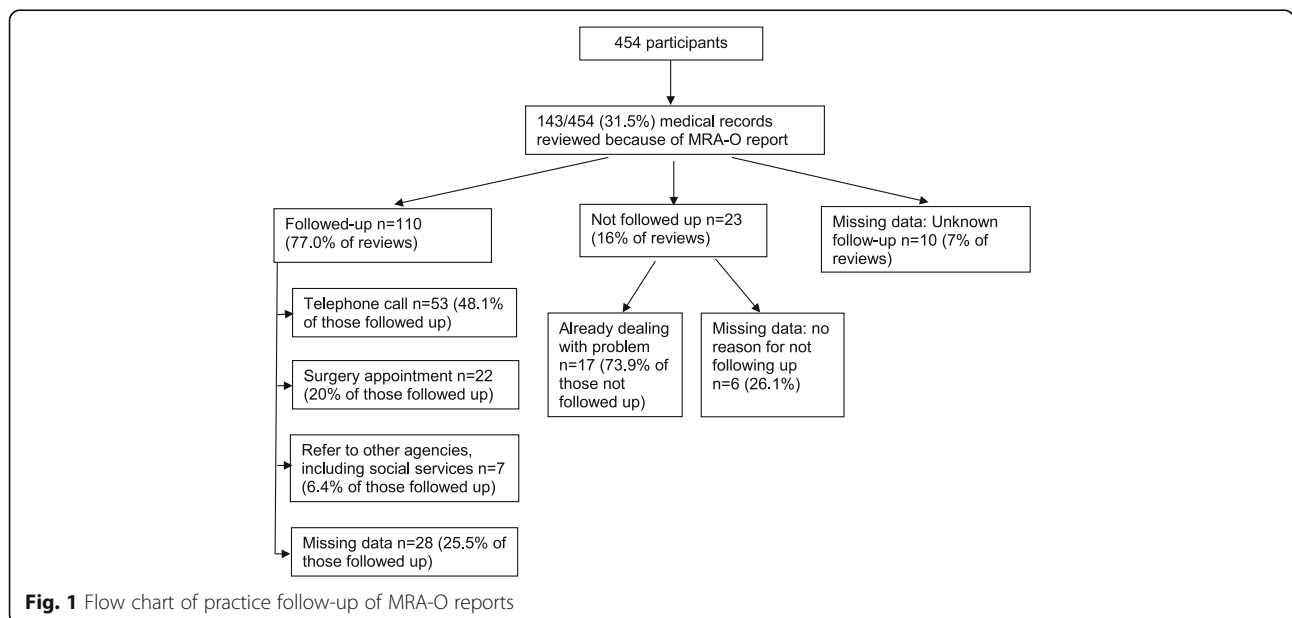 454 participants
143/454 (31.5%) medical records
reviewed because of MRA-O report
Followed-up n=110
(77.0% of reviews)
Not followed up n=23
(16% of reviews)
Missing data: Unknown
follow-up n=10 (7% of
reviews)
Telephone call n=53 (48.1%
of those followed up)
Surgery appointment n=22
(20% of those followed up)
Refer to other agencies,
including social services n=7
(6.4% of those followed up)
Missing data n=28 (25.5% of
those followed up)
Already dealing
with problem
n=17 (73.9% of
those not
followed up)
Missing data: no
reason for not
following up
n=6 (26.1%)
Fig. 1 Flow chart of practice follow-up of MRA-O reports